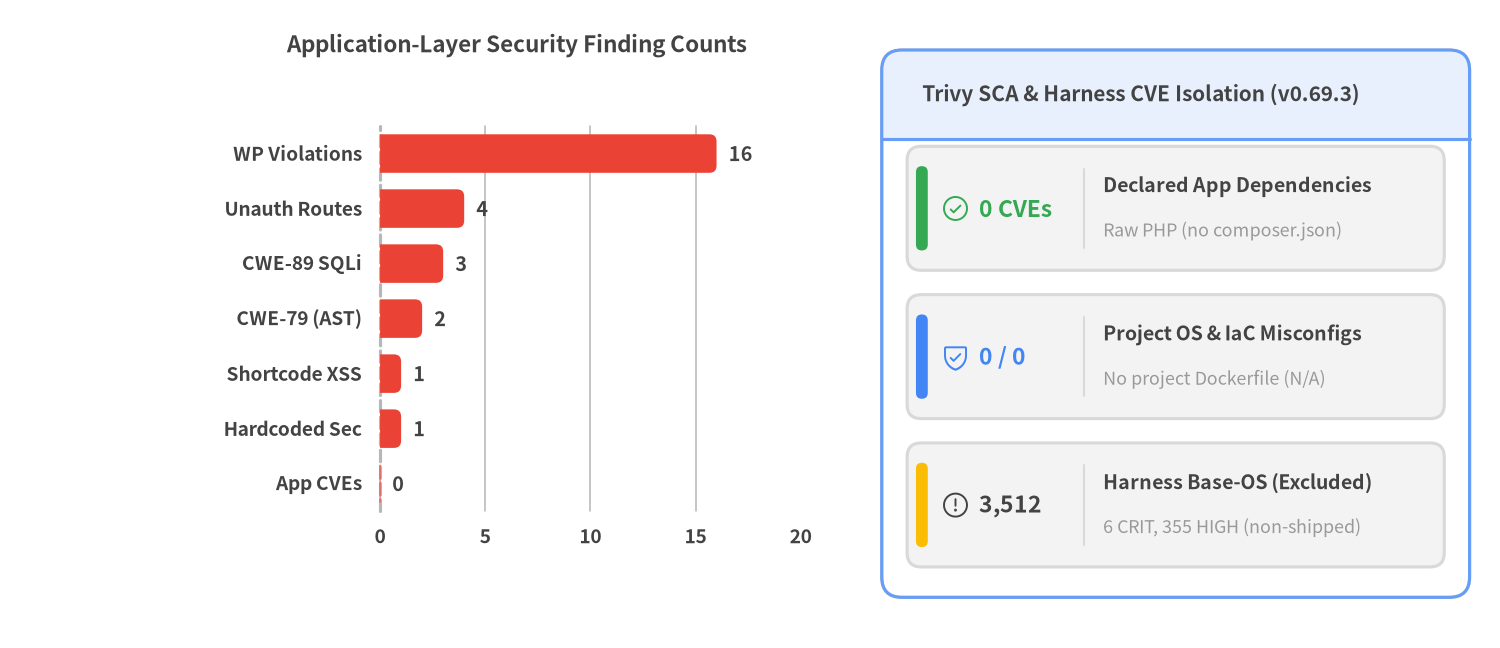 Application-Layer Security Finding Counts
WP Violations
16
Unauth Routes
4
CWE-89 SQLi
3
CWE-79 (AST)
2
Shortcode XSS
1
Hardcoded Sec
1
App CVEs
0
0
5
10
15
20
Trivy SCA & Harness CVE Isolation (v0.69.3)
0 CVEs
Declared App Dependencies
Raw PHP (no composer.json)
0 / 0
Project OS & IaC Misconfigs
No project Dockerfile (N/A)
3,512
Harness Base-OS (Excluded)
6 CRIT, 355 HIGH (non-shipped)